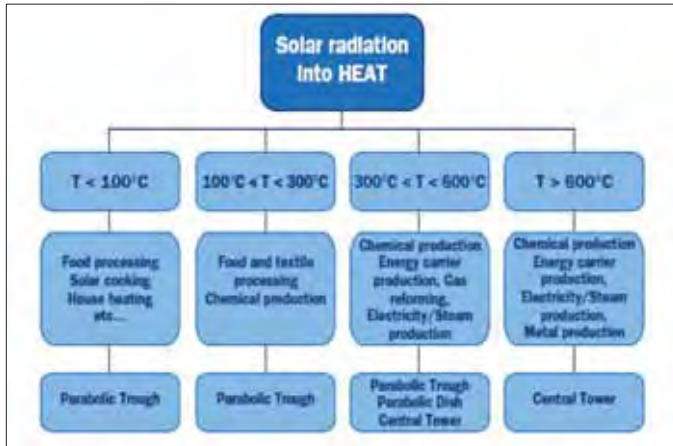 Solar radiation
into HEAT
T < 100°C
100°C < T < 300°C
300°C < T < 600°C
T > 600°C
Food processing
Solar cooking
House heating
etc...
Food and textile
processing
Chemical production
Chemical production
Energy carrier
production, Gas
reforming,
Electricity/Steam
production
Chemical production
Energy carrier
production,
Electricity/Steam
production,
Metal production
Parabolic Trough
Parabolic Trough
Parabolic Trough
Parabolic Dish
Central Tower
Central Tower